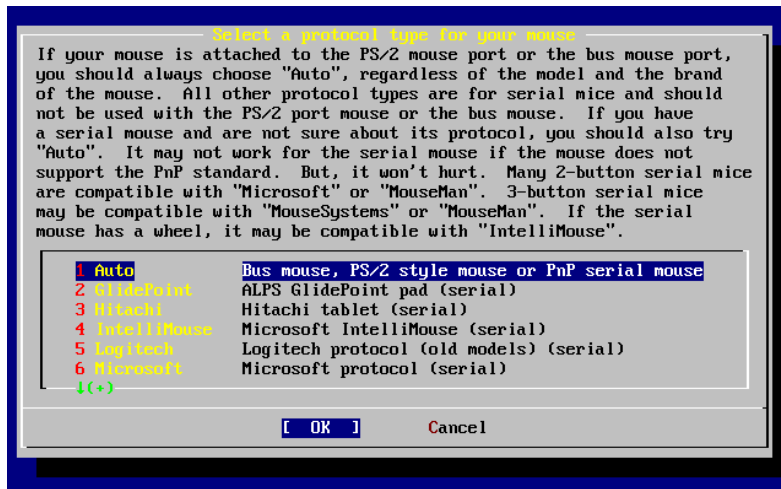 Select a protocol type for your mouse
If your mouse is attached to the PS/2 mouse port or the bus mouse port,
you should always choose "Auto", regardless of the model and the brand
of the mouse.  All other protocol types are for serial mice and should
not be used with the PS/2 port mouse or the bus mouse.  If you have
a serial mouse and are not sure about its protocol, you should also try
"Auto".  It may not work for the serial mouse if the mouse does not
support the PnP standard.  But, it won't hurt.  Many 2-button serial mice
are compatible with "Microsoft" or "MouseMan".  3-button serial mice
may be compatible with "MouseSystems" or "MouseMan".  If the serial
mouse has a wheel, it may be compatible with "IntelliMouse".
1 Auto Bus mouse, PS/2 style mouse or PnP serial mouse
2 GlidePoint ALPS GlidePoint pad (serial)
3 Hitachi Hitachi tablet (serial)
4 IntelliMouse Microsoft IntelliMouse (serial)
5 Logitech Logitech protocol (old models) (serial)
6 Microsoft Microsoft protocol (serial)
↓(+)
[ OK ] Cancel